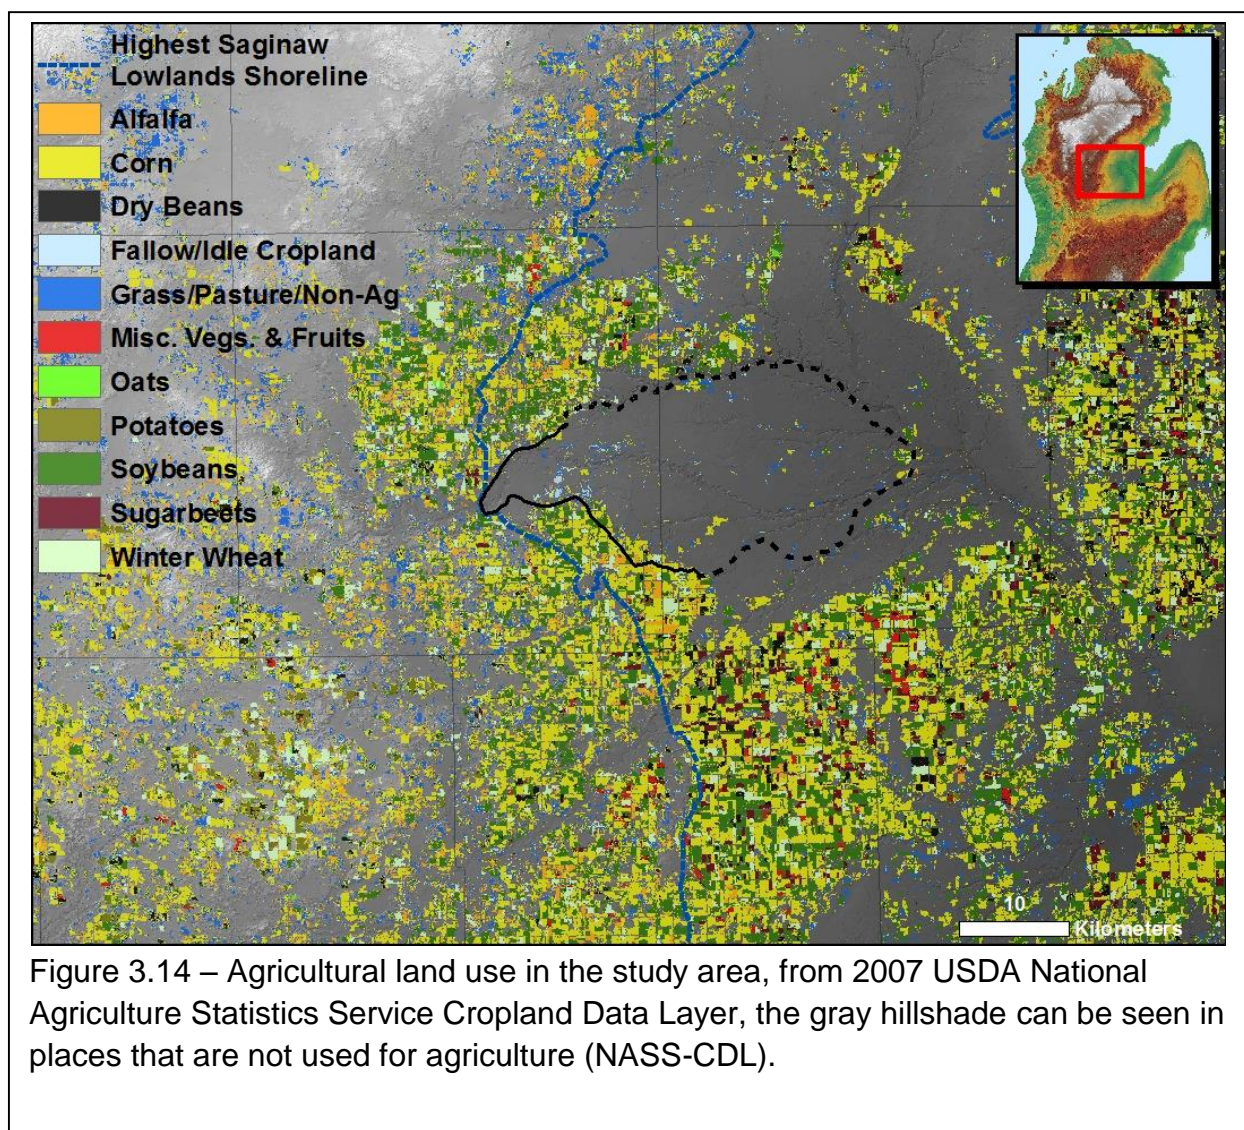 Highest Saginaw
Lowlands Shoreline
Alfalfa
Corn
Dry Beans
Fallow/Idle Cropland
Grass/Pasture/Non-Ag
Misc. Vegs. & Fruits
Oats
Potatoes
Soybeans
Sugarbeets
Winter Wheat
10
Kilometers
Figure 3.14 – Agricultural land use in the study area, from 2007 USDA National
Agriculture Statistics Service Cropland Data Layer, the gray hillshade can be seen in
places that are not used for agriculture (NASS-CDL).